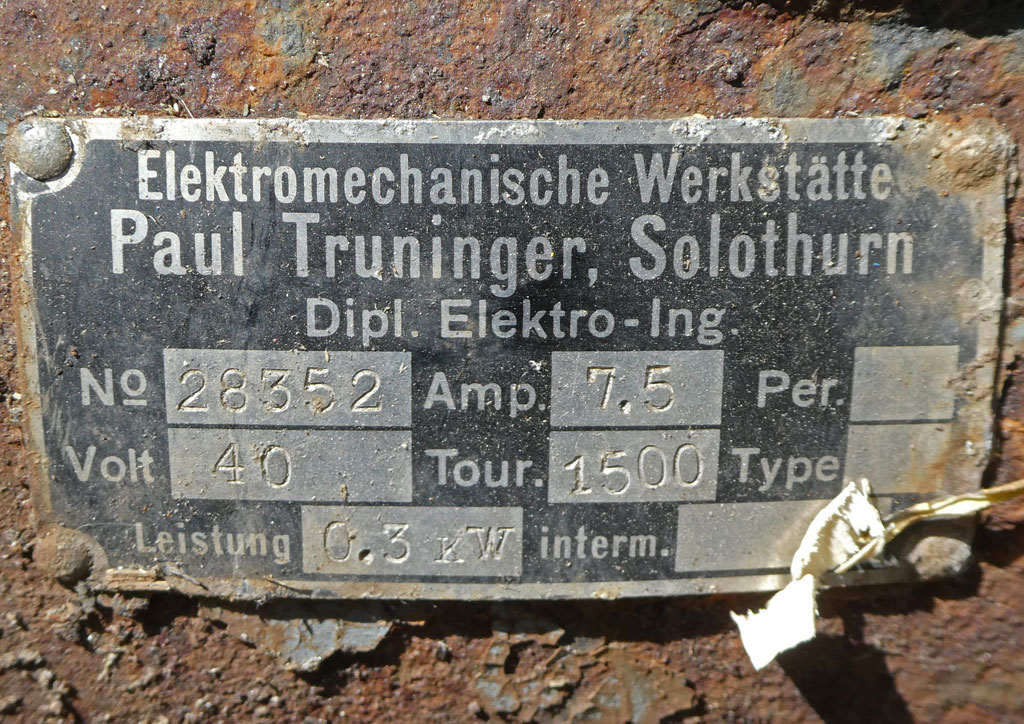 Elektromechanische Werkstätte
Paul Truninger, Solothurn
Dipl. Elektro-Ing.
Nº 28352 Amp. 7.5 Per.
Volt 40 Tour. 1500 Type
Leistung 0.3 KW interm.